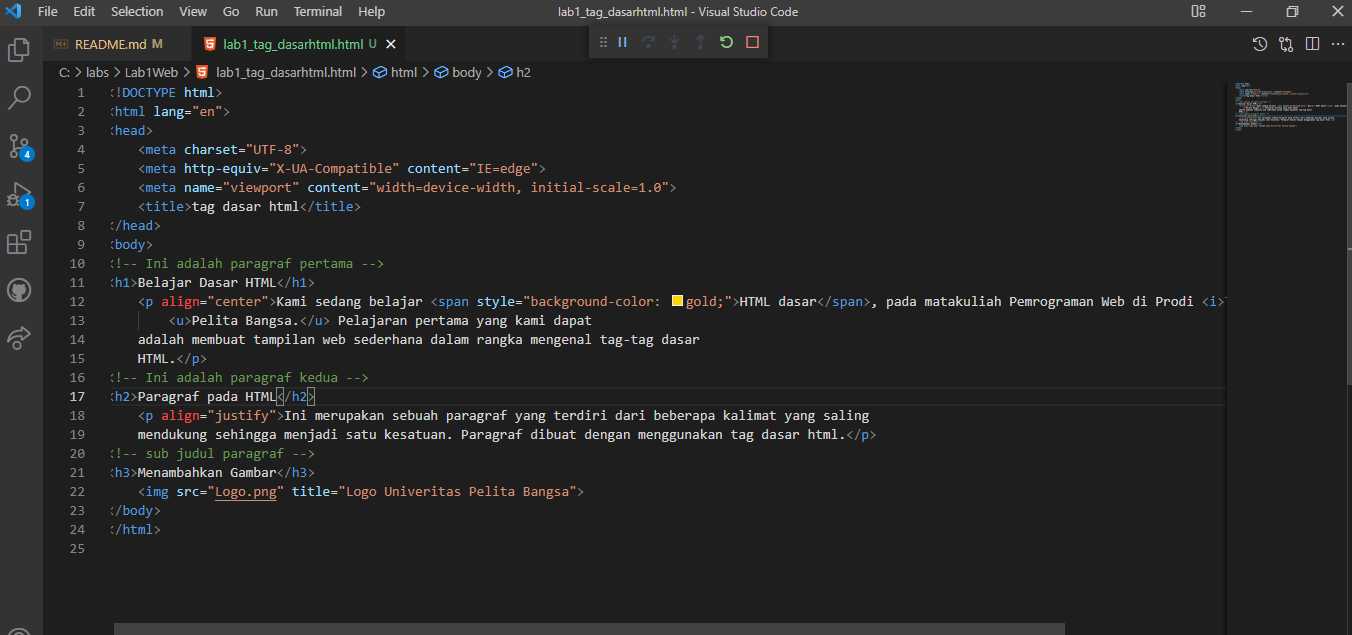 File Edit Selection View Go Run Terminal Help lab1_tag_dasarhtml.html - Visual Studio Code
README.md M lab1_tag_dasarhtml.html U
C: > labs > Lab1Web > lab1_tag_dasarhtml.html > html > body > h2
1 <!DOCTYPE html>
2 <html lang="en">
3 <head>
4 <meta charset="UTF-8">
5 <meta http-equiv="X-UA-Compatible" content="IE=edge">
6 <meta name="viewport" content="width=device-width, initial-scale=1.0">
7 <title>tag dasar html</title>
8 </head>
9 <body>
10 <!-- Ini adalah paragraf pertama -->
11 <h1>Belajar Dasar HTML</h1>
12 <p align="center">Kami sedang belajar <span style="background-color: gold;">HTML dasar</span>, pada matakuliah Pemrograman Web di Prodi <i>
13 <u>Pelita Bangsa.</u> Pelajaran pertama yang kami dapat
14 adalah membuat tampilan web sederhana dalam rangka mengenal tag-tag dasar
15 HTML.</p>
16 <!-- Ini adalah paragraf kedua -->
17 <h2>Paragraf pada HTML</h2>
18 <p align="justify">Ini merupakan sebuah paragraf yang terdiri dari beberapa kalimat yang saling
19 mendukung sehingga menjadi satu kesatuan. Paragraf dibuat dengan menggunakan tag dasar html.</p>
20 <!-- sub judul paragraf -->
21 <h3>Menambahkan Gambar</h3>
22 <img src="Logo.png" title="Logo Univeritas Pelita Bangsa">
23 </body>
24 </html>
25
4
1